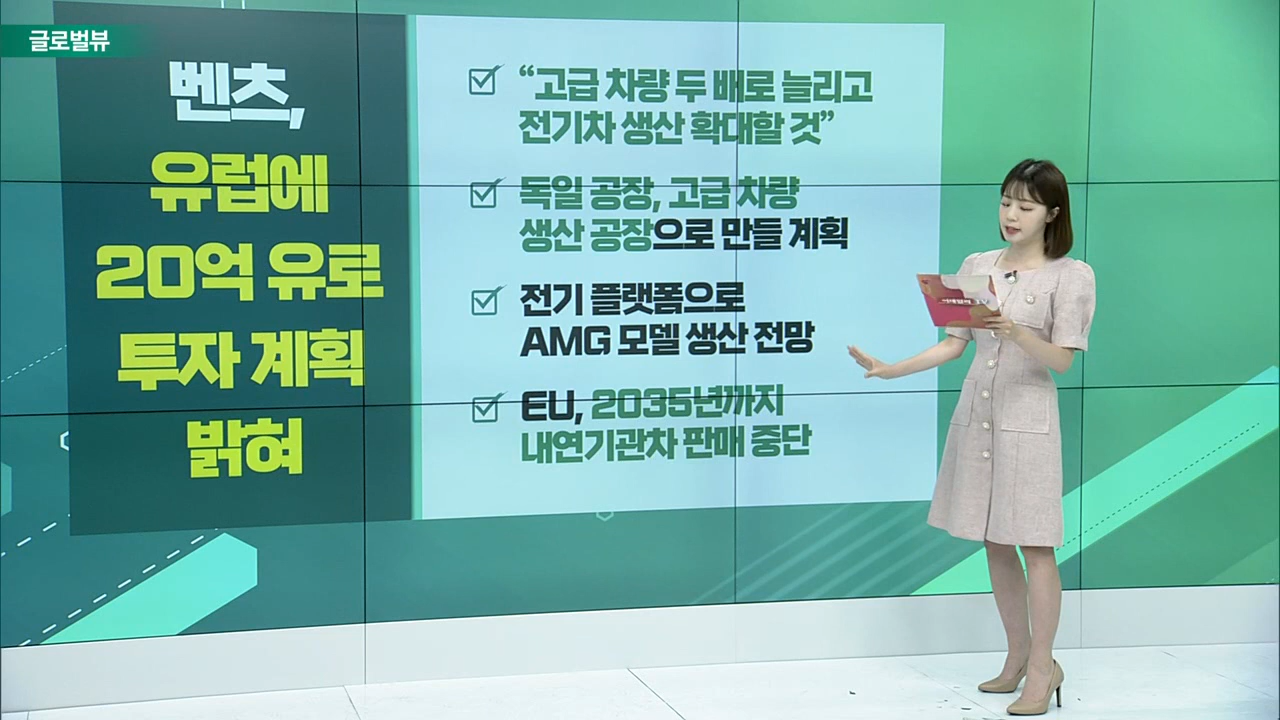 글로벌뷰
벤츠,
유럽에
20억 유로
투자 계획
밝혀
“고급 차량 두 배로 늘리고
전기차 생산 확대할 것”
독일 공장, 고급 차량
생산 공장으로 만들 계획
전기 플랫폼으로
AMG 모델 생산 전망
EU, 2035년까지
내연기관차 판매 중단